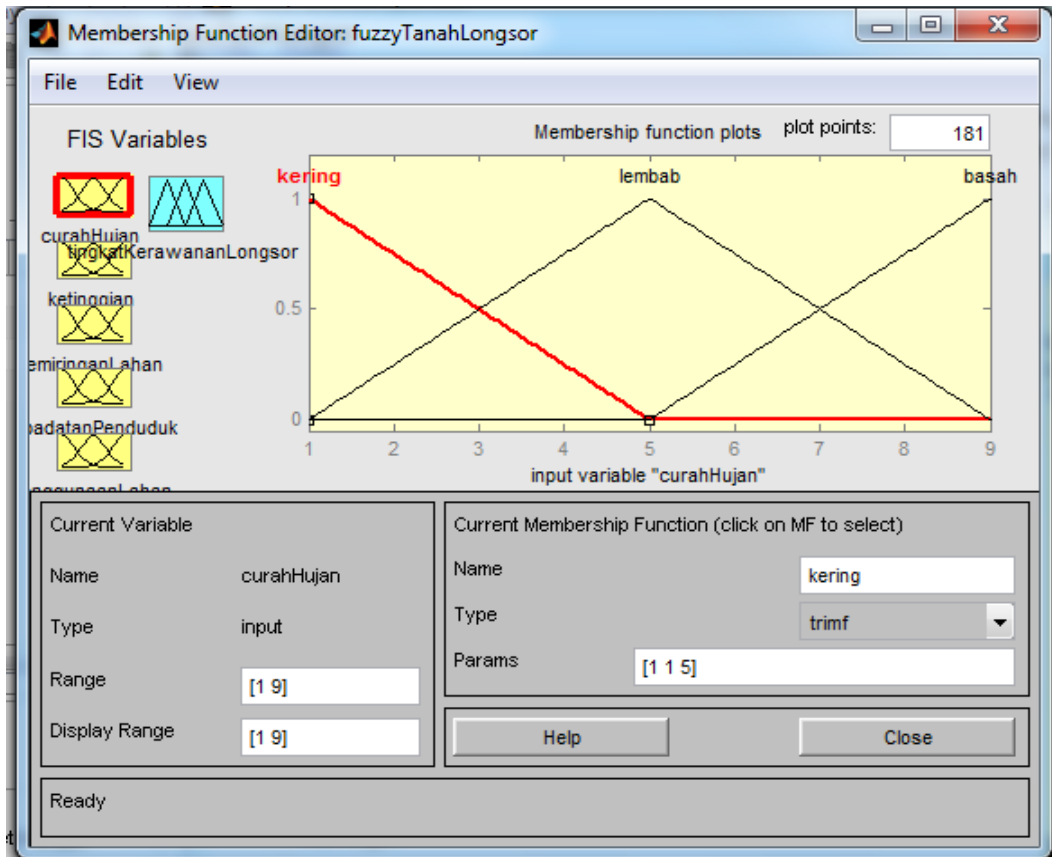 Membership Function Editor: fuzzyTanahLongsor
File Edit View
FIS Variables
Membership function plots plot points: 181
kering lembab basah
curahHujan
tingkatKerawananLongsor
ketinggian
emiringanLahan
adatanPenduduk
1
0.5
0
1 2 3 4 5 6 7 8 9
input variable "curahHujan"
Current Variable
Name curahHujan
Type input
Range [1 9]
Display Range [1 9]
Current Membership Function (click on MF to select)
Name kering
Type trimf
Params [1 1 5]
Help Close
Ready